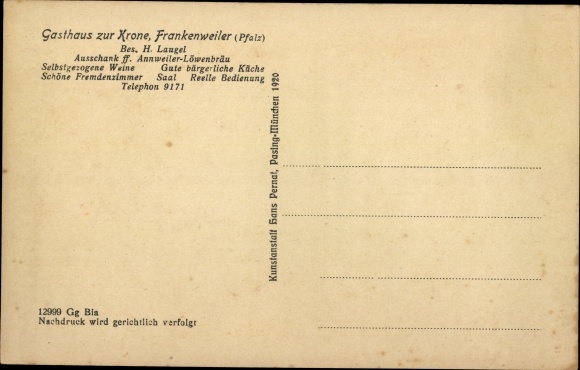 Gasthaus zur Krone, Frankenweiler (Pfalz)
Bes. H. Laugel
Ausschank ff. Annweiler-Löwenbräu
Selbstgezogene Weine Gute bürgerliche Küche
Schöne Fremdenzimmer Saal Reelle Bedienung
Telephon 9171
Kunstanstalt Hans Pernat, Pasing-München 1920
12999 Gg Bla
Nachdruck wird gerichtlich verfolgt